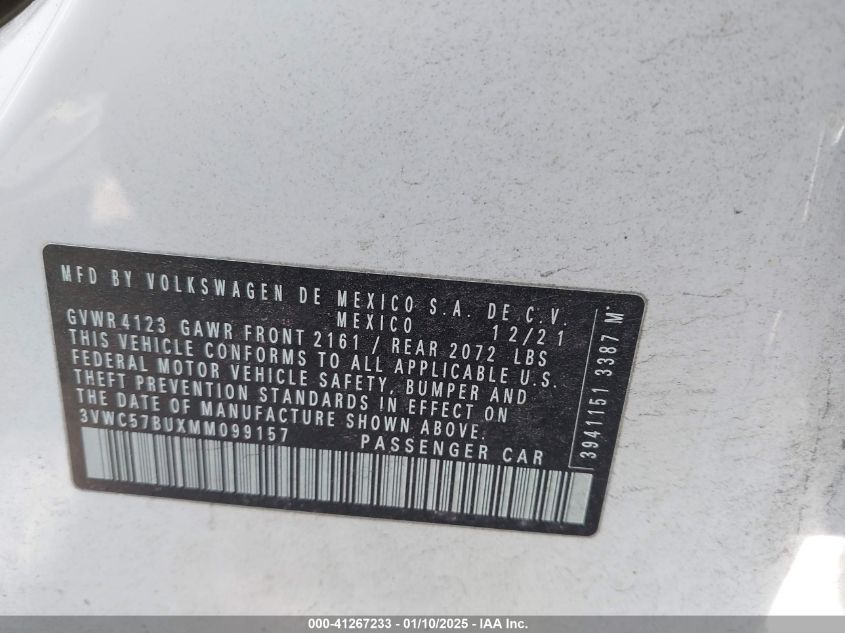 MFD BY VOLKSWAGEN DE MEXICO S.A. DE C.V.
MEXICO 12/21
GVWR 4123 GAWR FRONT 2161 / REAR 2072 LBS
THIS VEHICLE CONFORMS TO ALL APPLICABLE U.S.
FEDERAL MOTOR VEHICLE SAFETY, BUMPER AND
THEFT PREVENTION STANDARDS IN EFFECT ON
THE DATE OF MANUFACTURE SHOWN ABOVE.
3VWC57BUXMM099157 PASSENGER CAR
3941151 3387 M*
000-41267233 - 01/10/2025 - IAA Inc.